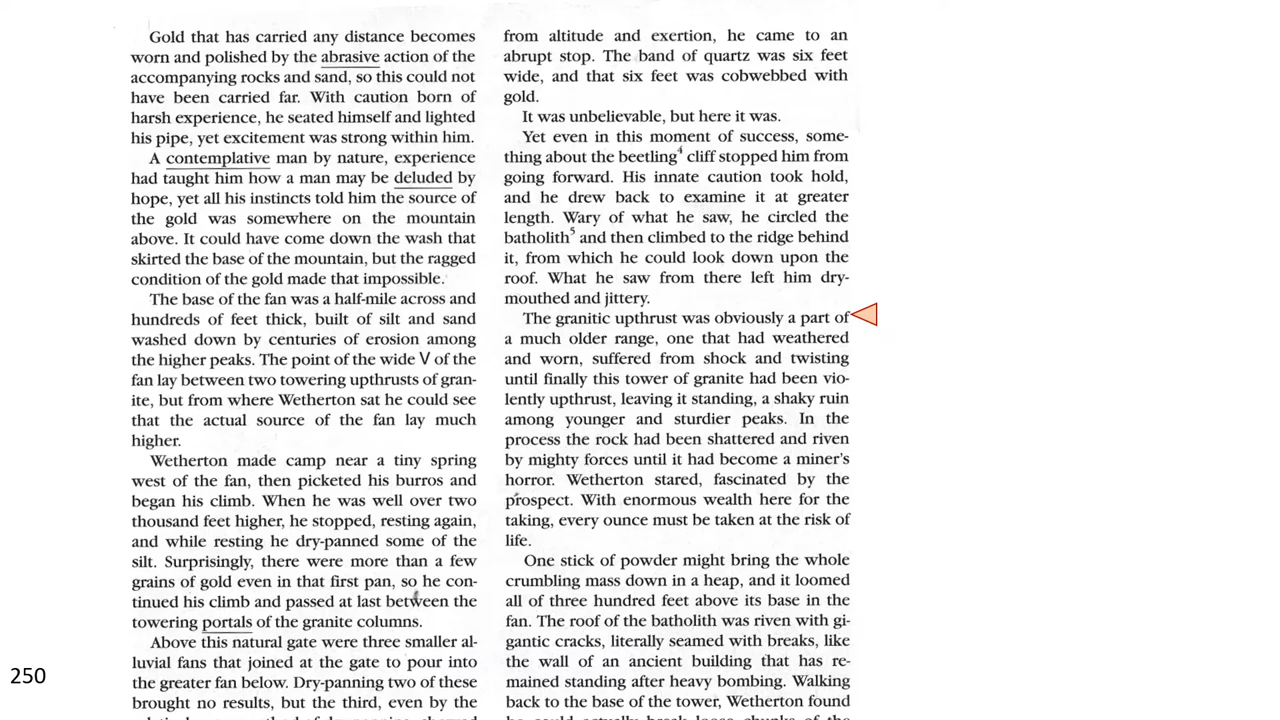 Gold that has carried any distance becomes
worn and polished by the abrasive action of the
accompanying rocks and sand, so this could not
have been carried far. With caution born of
harsh experience, he seated himself and lighted
his pipe, yet excitement was strong within him.
A contemplative man by nature, experience
had taught him how a man may be deluded by
hope, yet all his instincts told him the source of
the gold was somewhere on the mountain
above. It could have come down the wash that
skirted the base of the mountain, but the ragged
condition of the gold made that impossible.
The base of the fan was a half-mile across and
hundreds of feet thick, built of silt and sand
washed down by centuries of erosion among
the higher peaks. The point of the wide V of the
fan lay between two towering upthrusts of gran-
ite, but from where Wetherton sat he could see
that the actual source of the fan lay much
higher.
Wetherton made camp near a tiny spring
west of the fan, then picketed his burros and
began his climb. When he was well over two
thousand feet higher, he stopped, resting again,
and while resting he dry-panned some of the
silt. Surprisingly, there were more than a few
grains of gold even in that first pan, so he con-
tinued his climb and passed at last between the
towering portals of the granite columns.
Above this natural gate were three smaller al-
luvial fans that joined at the gate to pour into
the greater fan below. Dry-panning two of these
brought no results, but the third, even by the
from altitude and exertion, he came to an
abrupt stop. The band of quartz was six feet
wide, and that six feet was cobwebbed with
gold.
It was unbelievable, but here it was.
Yet even in this moment of success, some-
thing about the beetling4 cliff stopped him from
going forward. His innate caution took hold,
and he drew back to examine it at greater
length. Wary of what he saw, he circled the
batholith5 and then climbed to the ridge behind
it, from which he could look down upon the
roof. What he saw from there left him dry-
mouthed and jittery.
The granitic upthrust was obviously a part of
a much older range, one that had weathered
and worn, suffered from shock and twisting
until finally this tower of granite had been vio-
lently upthrust, leaving it standing, a shaky ruin
among younger and sturdier peaks. In the
process the rock had been shattered and riven
by mighty forces until it had become a miner's
horror. Wetherton stared, fascinated by the
prospect. With enormous wealth here for the
taking, every ounce must be taken at the risk of
life.
One stick of powder might bring the whole
crumbling mass down in a heap, and it loomed
all of three hundred feet above its base in the
fan. The roof of the batholith was riven with gi-
gantic cracks, literally seamed with breaks, like
the wall of an ancient building that has re-
mained standing after heavy bombing. Walking
back to the base of the tower, Wetherton found
250